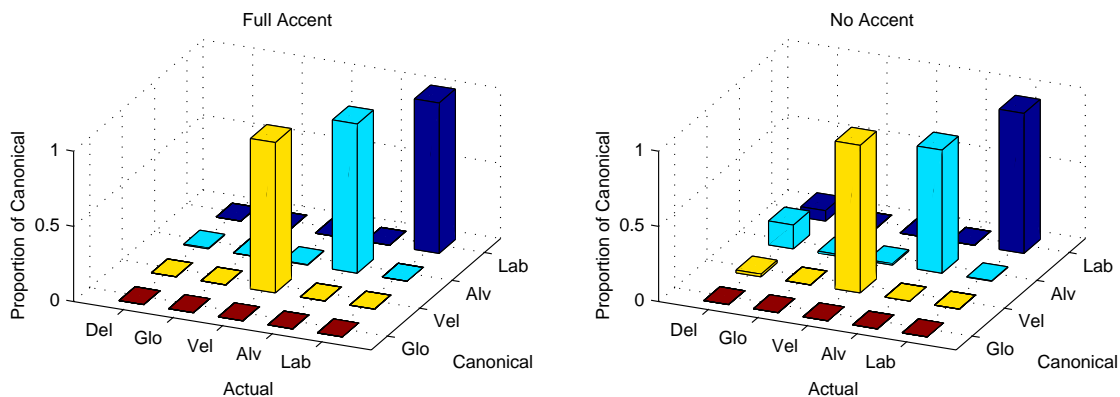 Full Accent
Proportion of Canonical
1
0.5
0
Del
Glo
Vel
Alv
Lab
Actual
Glo
Vel
Alv
Lab
Canonical
No Accent
Proportion of Canonical
1
0.5
0
Del
Glo
Vel
Alv
Lab
Actual
Glo
Vel
Alv
Lab
Canonical